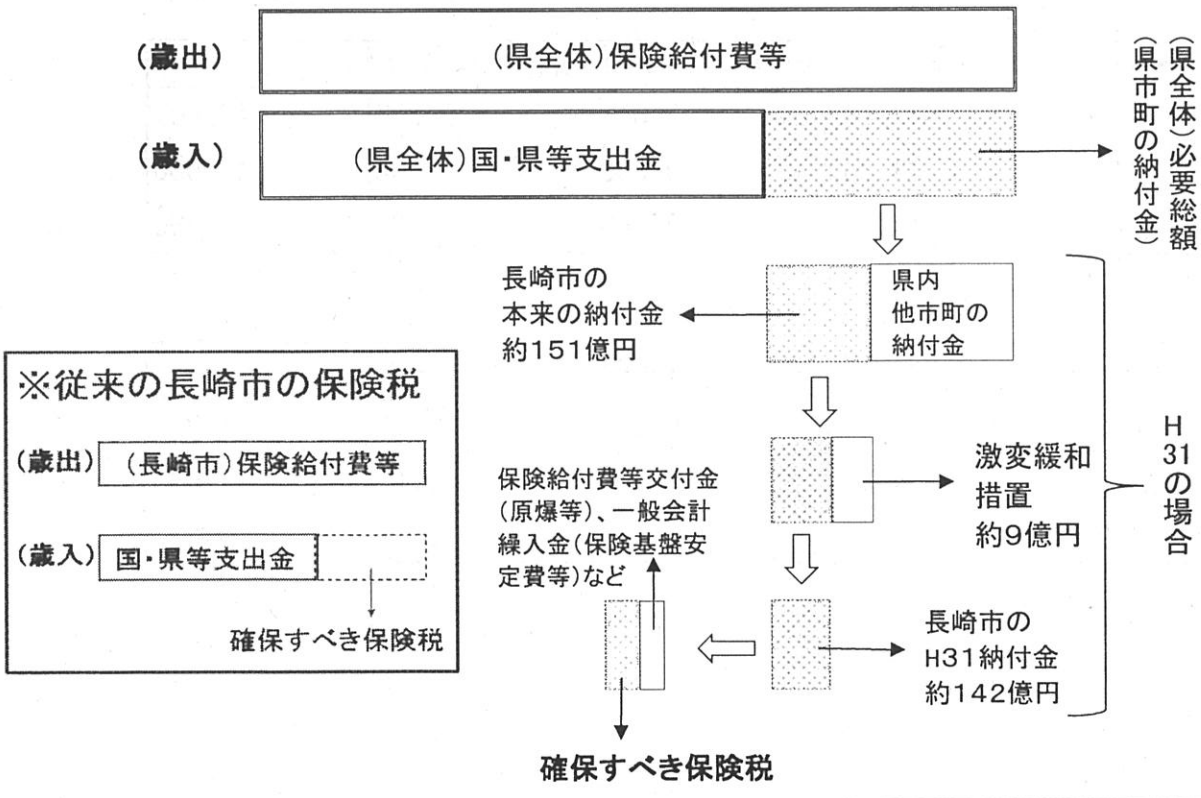 (歳出)
(県全体)保険給付費等
(歳入)
(県全体)国・県等支出金
(県全体)必要総額
(県市町の納付金)
長崎市の
本来の納付金
約151億円
県内
他市町の
納付金
激変緩和
措置
約9億円
H31の場合
保険給付費等交付金
(原爆等)、一般会計
繰入金(保険基盤安
定費等)など
長崎市の
H31納付金
約142億円
確保すべき保険税
※従来の長崎市の保険税
(歳出)
(長崎市)保険給付費等
(歳入)
国・県等支出金
確保すべき保険税